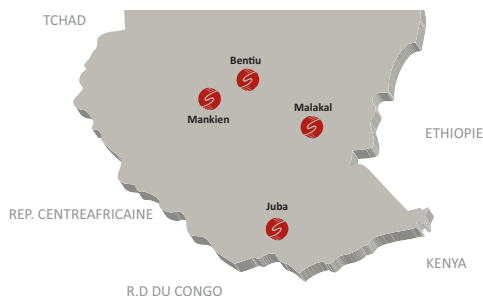 TCHAD
Bentiu
Mankien
Malakal
ETHIOPIE
REP. CENTREAFRICAINE
Juba
KENYA
R.D DU CONGO